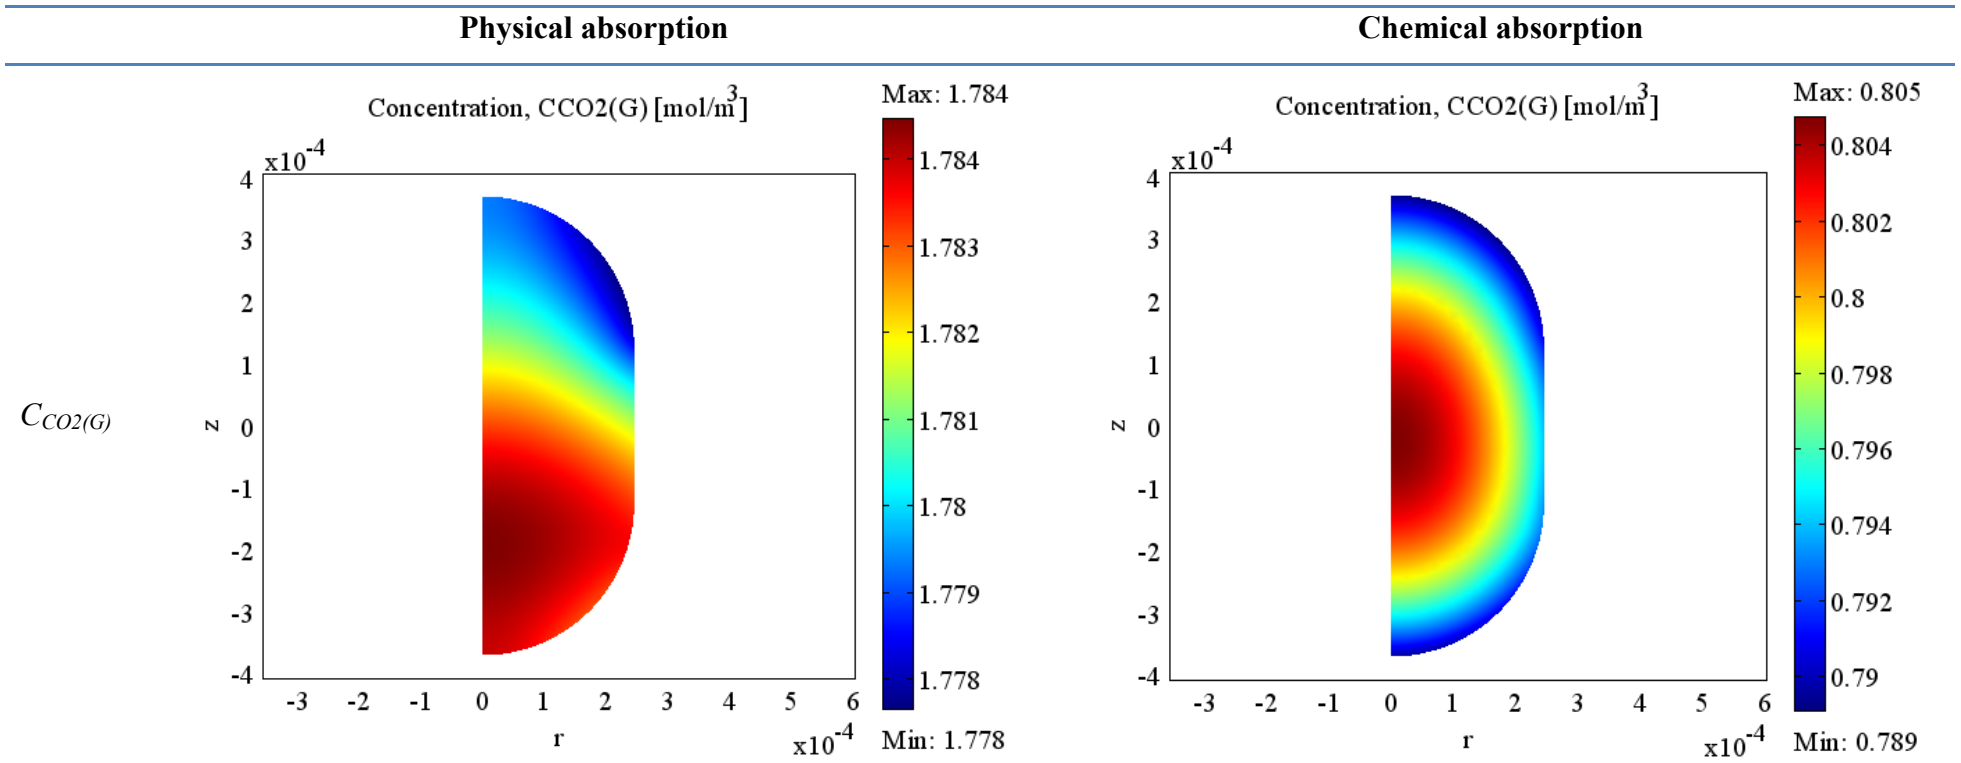 Physical absorption
Chemical absorption
C_CO2(G)
Concentration, CCO2(G) [mol/m^3]
Max: 1.784
x10^-4
4
3
2
1
0
-1
-2
-3
-4
z
-3 -2 -1 0 1 2 3 4 5 6
r
x10^-4
1.784
1.783
1.782
1.781
1.78
1.779
1.778
Min: 1.778
Concentration, CCO2(G) [mol/m^3]
Max: 0.805
x10^-4
4
3
2
1
0
-1
-2
-3
-4
z
-3 -2 -1 0 1 2 3 4 5 6
r
x10^-4
0.804
0.802
0.8
0.798
0.796
0.794
0.792
0.79
Min: 0.789